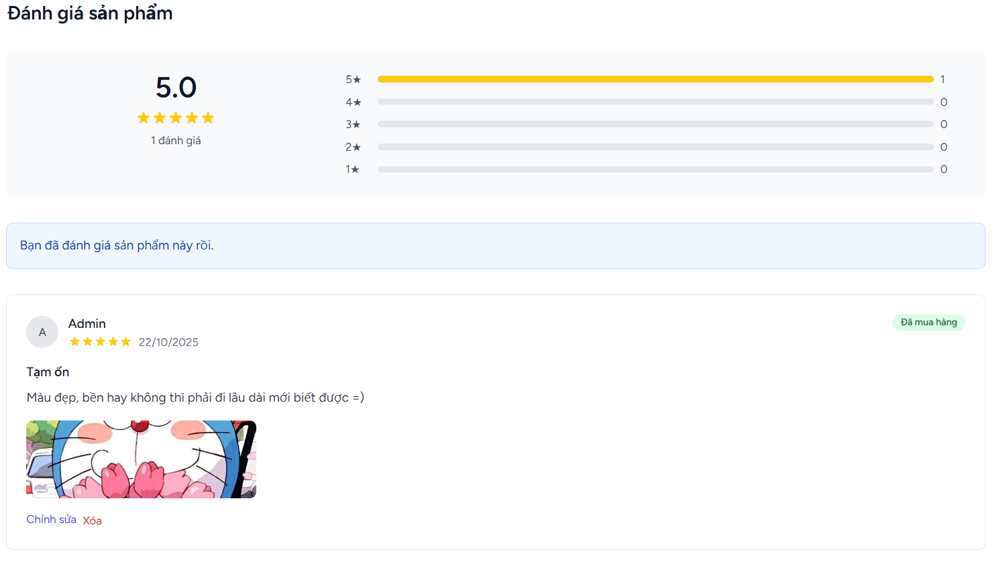 Đánh giá sản phẩm
5.0
1 đánh giá
5★ 1
4★ 0
3★ 0
2★ 0
1★ 0
Bạn đã đánh giá sản phẩm này rồi.
A
Admin
22/10/2025
Đã mua hàng
Tạm ổn
Màu đẹp, bền hay không thì phải đi lâu dài mới biết được =)
Chỉnh sửa Xóa